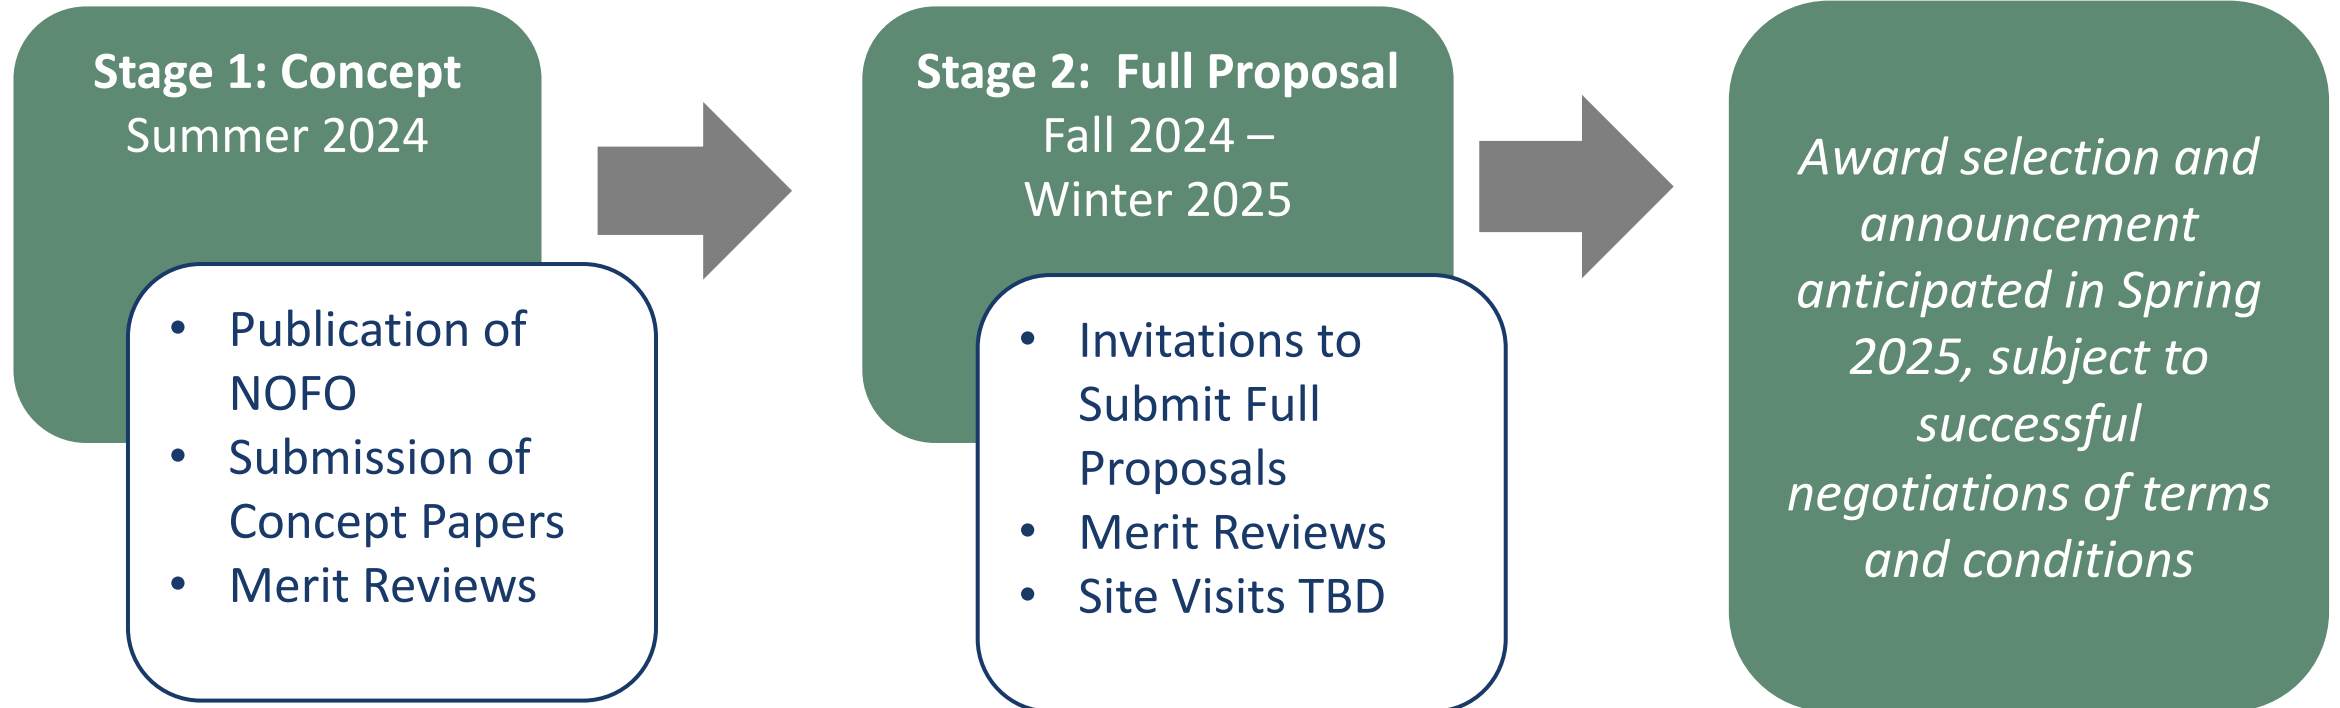 Stage 1: Concept
Summer 2024
• Publication of
NOFO
• Submission of
Concept Papers
• Merit Reviews
Stage 2:  Full Proposal
Fall 2024 –
Winter 2025
• Invitations to
Submit Full
Proposals
• Merit Reviews
• Site Visits TBD
Award selection and
announcement
anticipated in Spring
2025, subject to
successful
negotiations of terms
and conditions